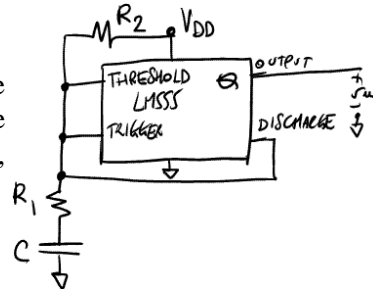 R2
VDD
OUTPUT
THRESHOLD
Q
LM555
TRIGGER
DISCHARGE
R1
C